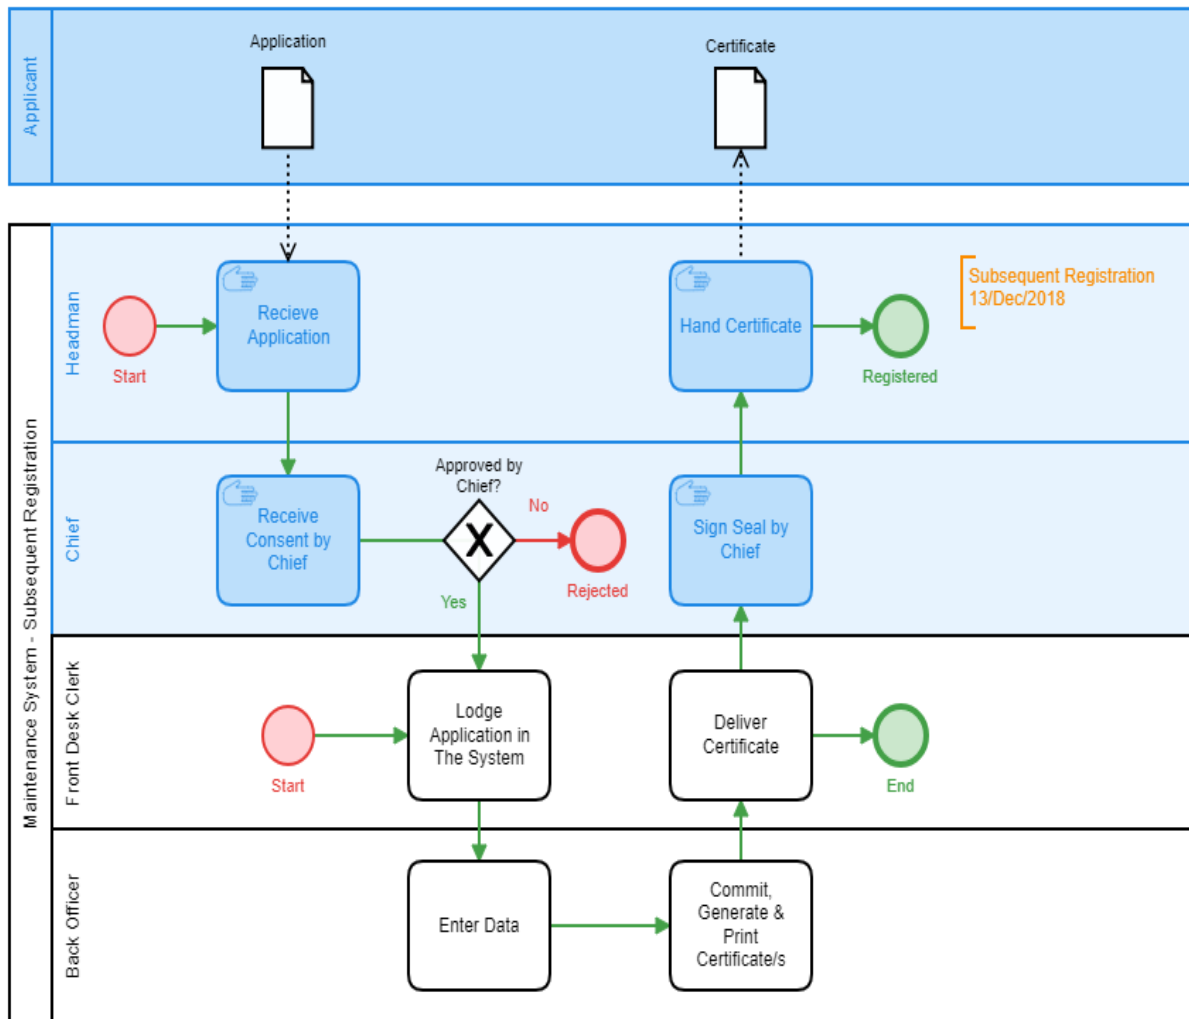 Applicant
Application
Certificate
Maintenance System - Subsequent Registration
Headman
Start
Recieve
Application
Hand Certificate
Registered
Subsequent Registration
13/Dec/2018
Chief
Receive
Consent by
Chief
Approved by
Chief?
X
No
Yes
Rejected
Sign Seal by
Chief
Front Desk Clerk
Start
Lodge
Application in
The System
Deliver
Certificate
End
Back Officer
Enter Data
Commit,
Generate &
Print
Certificate/s